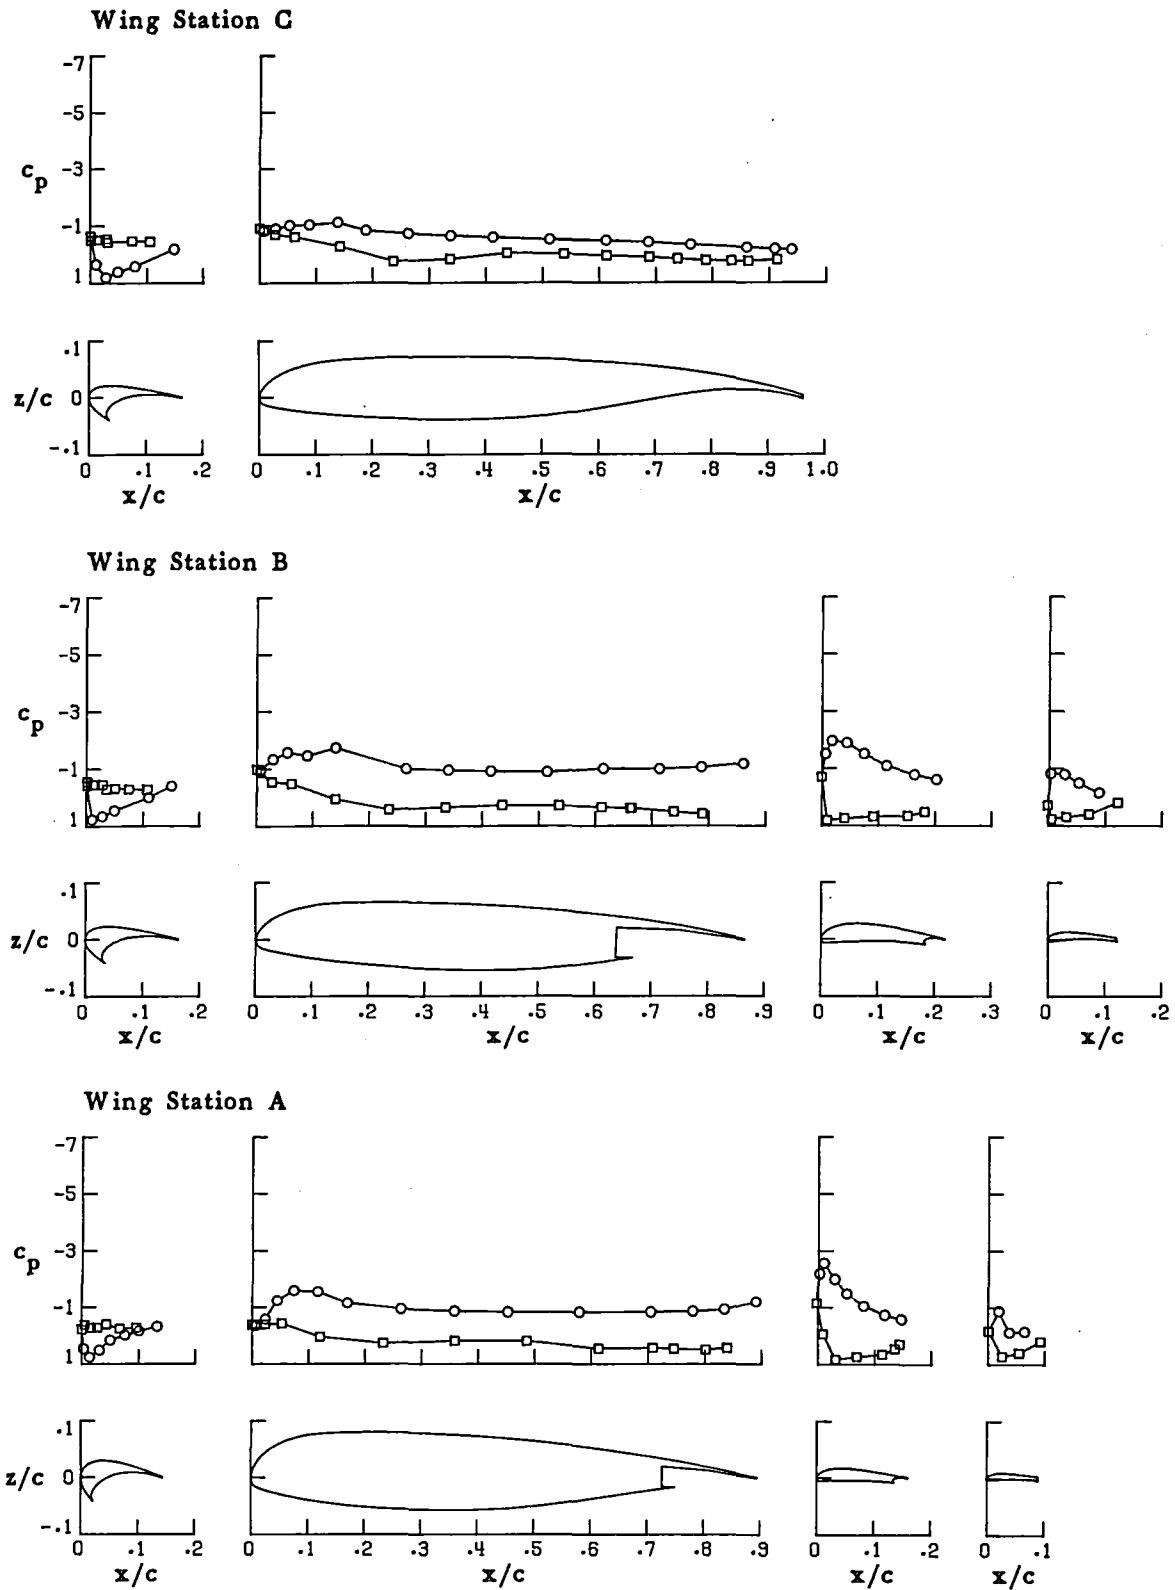 Wing Station C
-7
-5
-3
cp
-1
1
.1
z/c 0
-.1
0 .1 .2 0 .1 .2 .3 .4 .5 .6 .7 .8 .9 1.0
x/c x/c
Wing Station B
-7
-5
-3
cp
-1
1
.1
z/c 0
-.1
0 .1 .2 0 .1 .2 .3 .4 .5 .6 .7 .8 .9 0 .1 .2 .3 0 .1 .2
x/c x/c x/c x/c
Wing Station A
-7
-5
-3
cp
-1
1
.1
z/c 0
-.1
0 .1 .2 0 .1 .2 .3 .4 .5 .6 .7 .8 .9 0 .1 .2 0 .1
x/c x/c x/c x/c